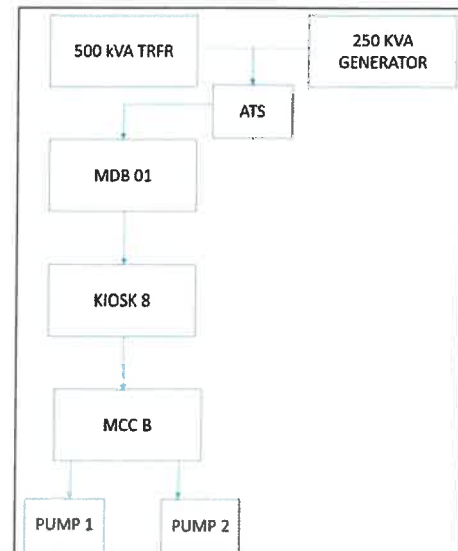 500 kVA TRFR
250 KVA
GENERATOR
ATS
MDB 01
KIOSK 8
MCC B
PUMP 1
PUMP 2